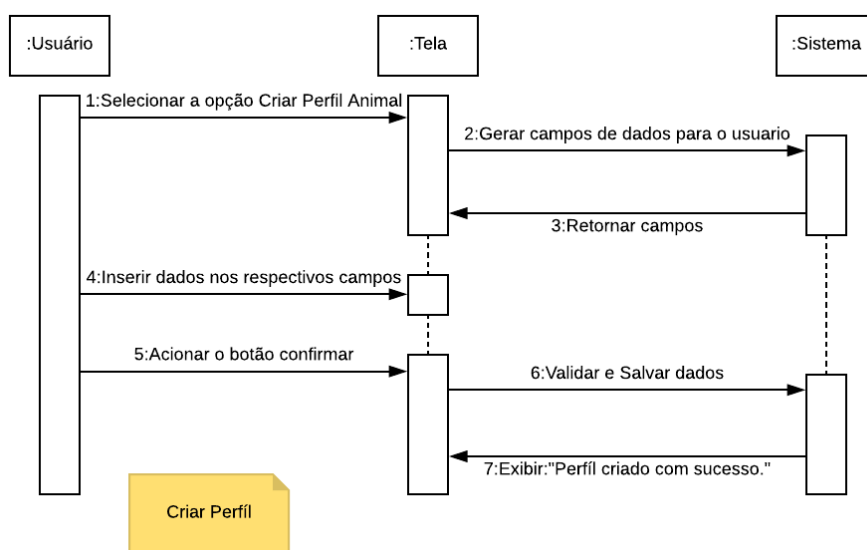 :Usuário
:Tela
:Sistema
1:Selecionar a opção Criar Perfil Animal
2:Gerar campos de dados para o usuario
3:Retornar campos
4:Inserir dados nos respectivos campos
5:Acionar o botão confirmar
6:Validar e Salvar dados
7:Exibir:"Perfíl criado com sucesso."
Criar Perfíl